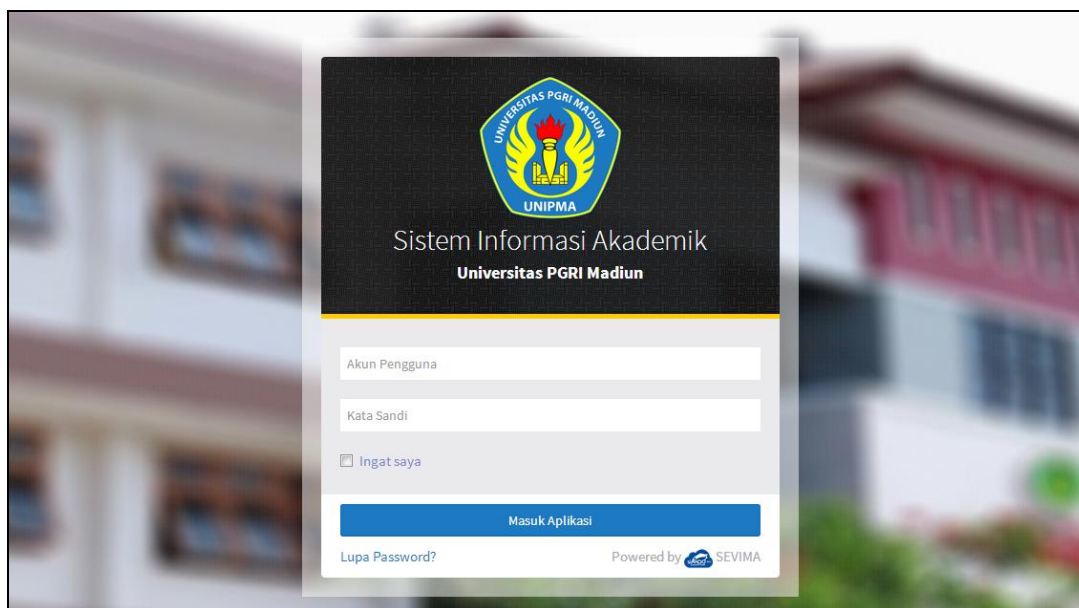 UNIVERSITAS PGRI MADIUN
UNIPMA
Sistem Informasi Akademik
Universitas PGRI Madiun
Akun Pengguna
Kata Sandi
Ingat saya
Masuk Aplikasi
Lupa Password?
Powered by SEVIMA